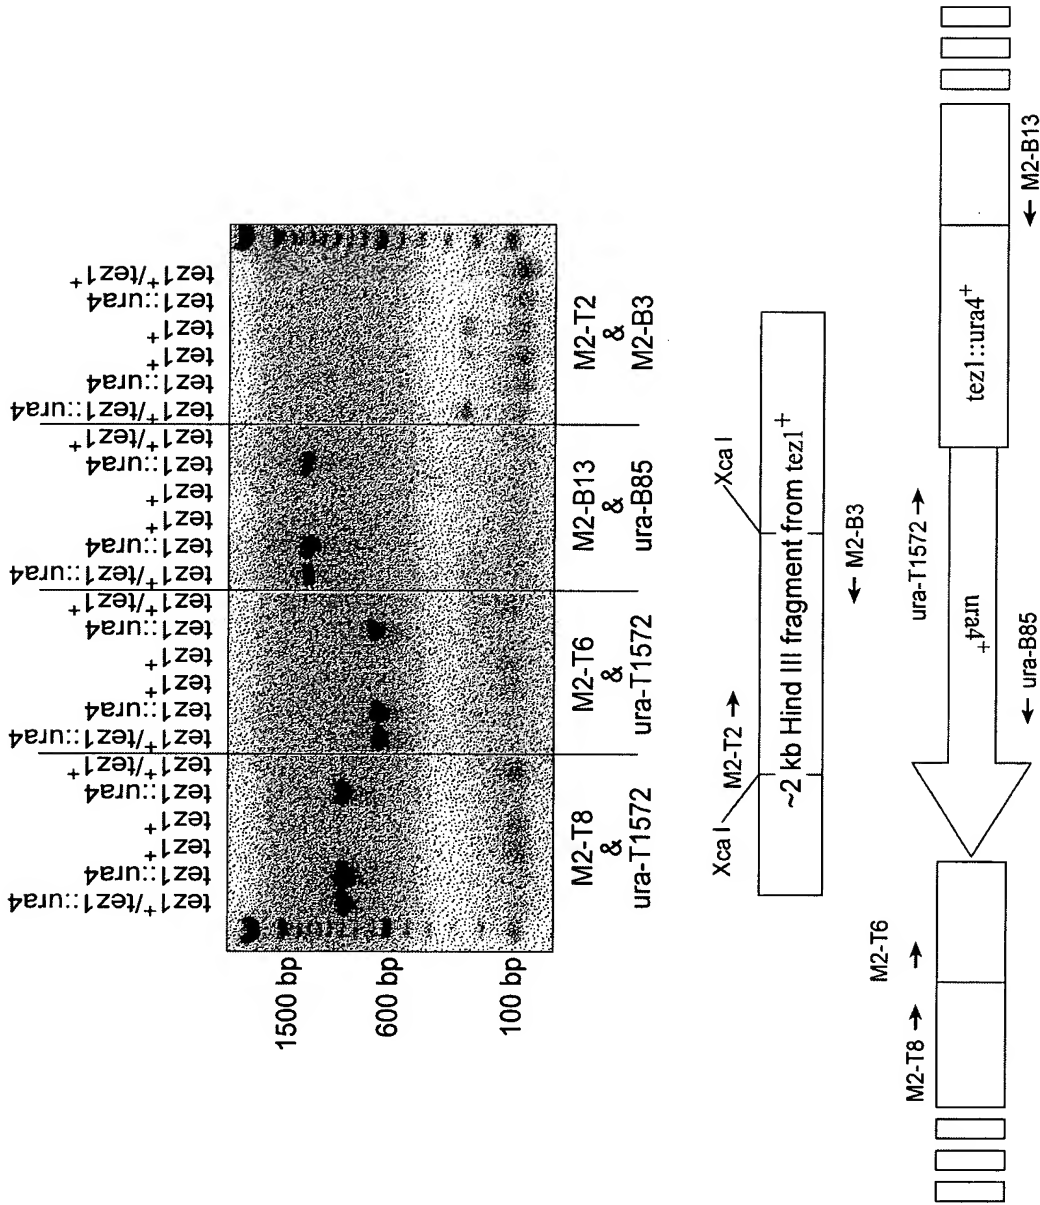 tez1⁺/tez1::ura4
tez1::ura4
tez1⁺
tez1⁺
tez1::ura4
tez1⁺/tez1⁺
tez1⁺/tez1::ura4
tez1::ura4
tez1⁺
tez1⁺
tez1::ura4
tez1⁺/tez1⁺
tez1⁺/tez1::ura4
tez1::ura4
tez1⁺
tez1⁺
tez1::ura4
tez1⁺/tez1⁺
tez1⁺/tez1::ura4
tez1::ura4
tez1⁺
tez1⁺
tez1::ura4
tez1⁺/tez1⁺
1500 bp
600 bp
100 bp
M2-T8
&
ura-T1572
M2-T6
&
ura-T1572
M2-B13
&
ura-B85
M2-T2
&
M2-B3
Xca I
M2-T2
Xca I
~2 kb Hind III fragment from tez1⁺
M2-B3
M2-T8
M2-T6
ura-T1572
ura4⁺
tez1::ura4⁺
ura-B85
M2-B13